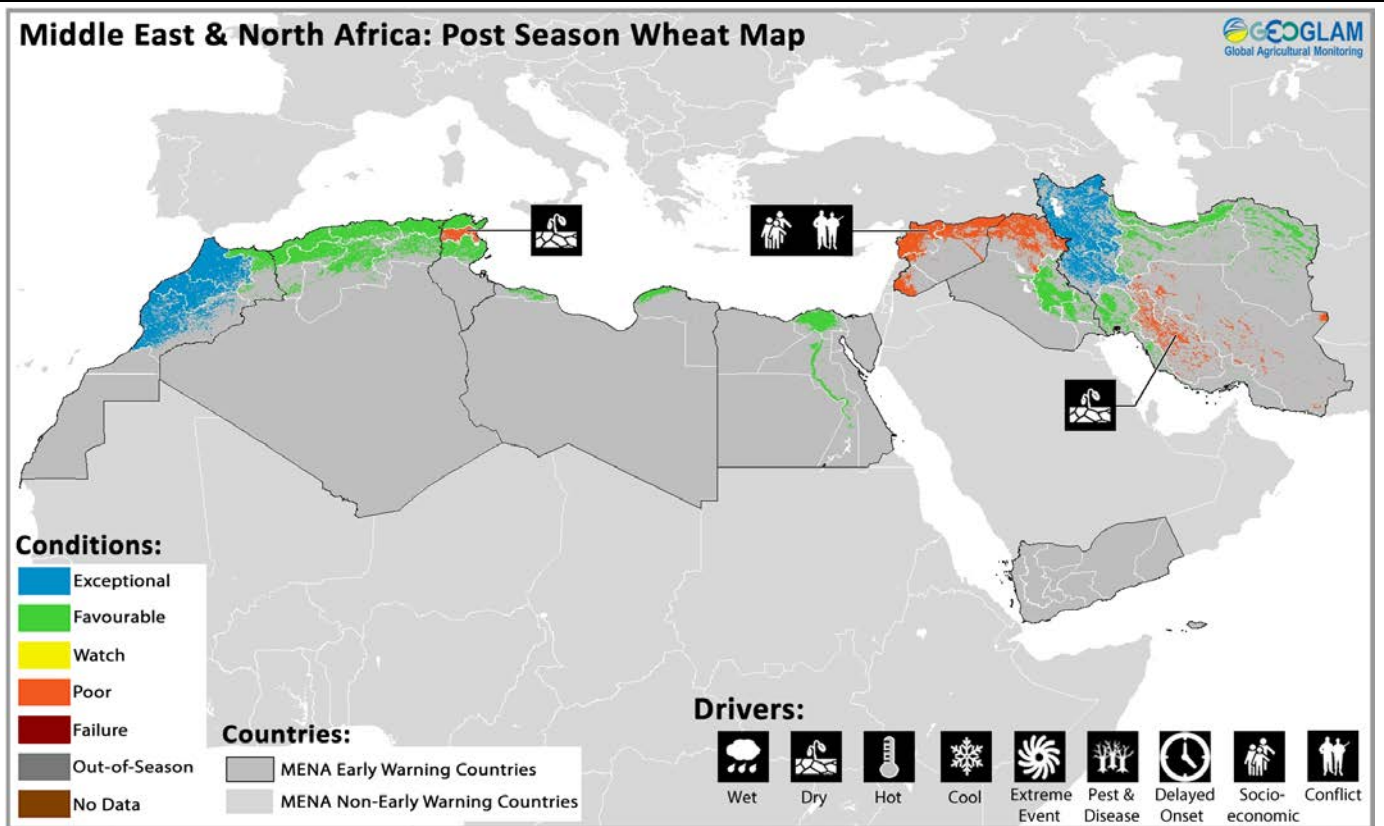 Middle East & North Africa: Post Season Wheat Map
GEOGLAM
Global Agricultural Monitoring
Conditions:
Exceptional
Favourable
Watch
Poor
Failure
Out-of-Season
No Data
Countries:
MENA Early Warning Countries
MENA Non-Early Warning Countries
Drivers:
Wet
Dry
Hot
Cool
Extreme
Event
Pest &
Disease
Delayed
Onset
Socio-
economic
Conflict